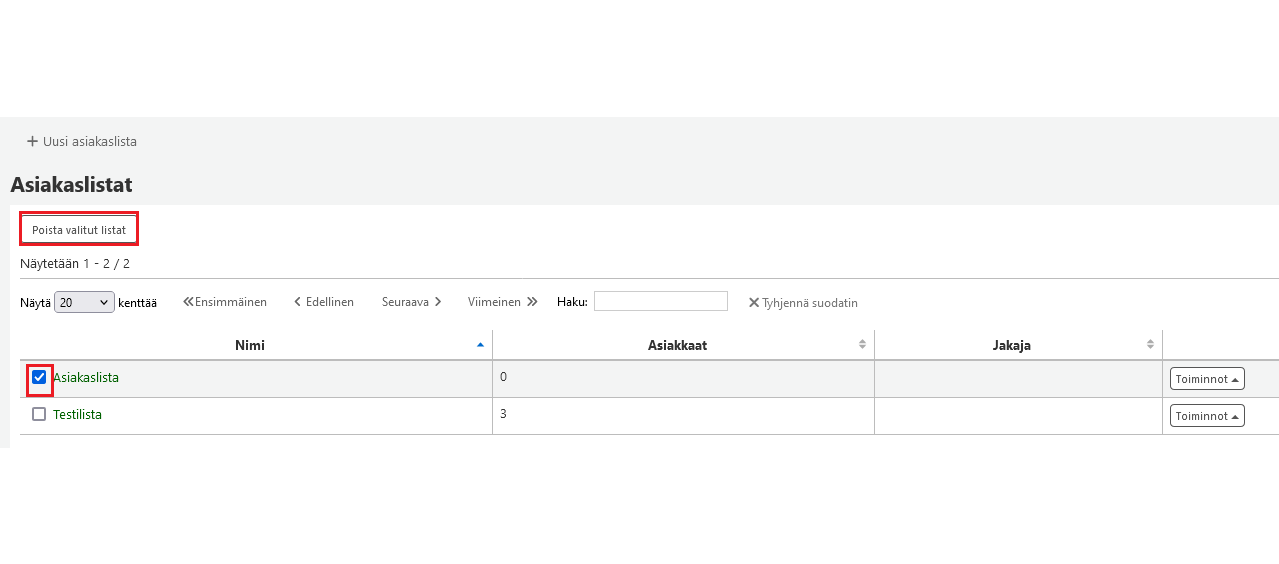 Uusi asiakaslista
Asiakaslistat
Poista valitut listat
Näytetään 1 - 2 / 2
Näytä 20 kenttää Ensimmäinen Edellinen Seuraava Viimeinen Haku: Tyhjennä suodatin
Nimi Asiakkaat Jakaja
Asiakaslista 0 Toiminnot
Testilista 3 Toiminnot